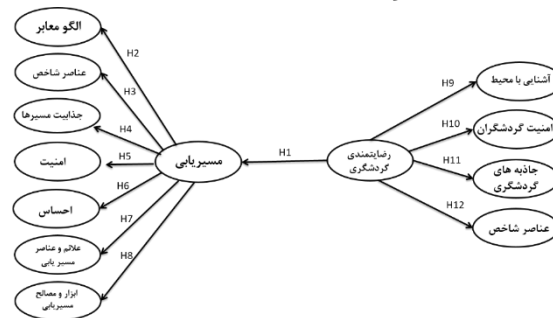 الگو معابر
عناصر شاخص
جذابیت مسیرها
امنیت
احساس
علائم و عناصر
مسیر یابی
ابزار و مصالح
مسیریابی
H2
H3
H4
H5
H6
H7
H8
مسیریابی
H1
رضایتمندی
گردشگری
H9
H10
H11
H12
آشنایی با محیط
امنیت گردشگران
جاذبه های
گردشگری
عناصر شاخص